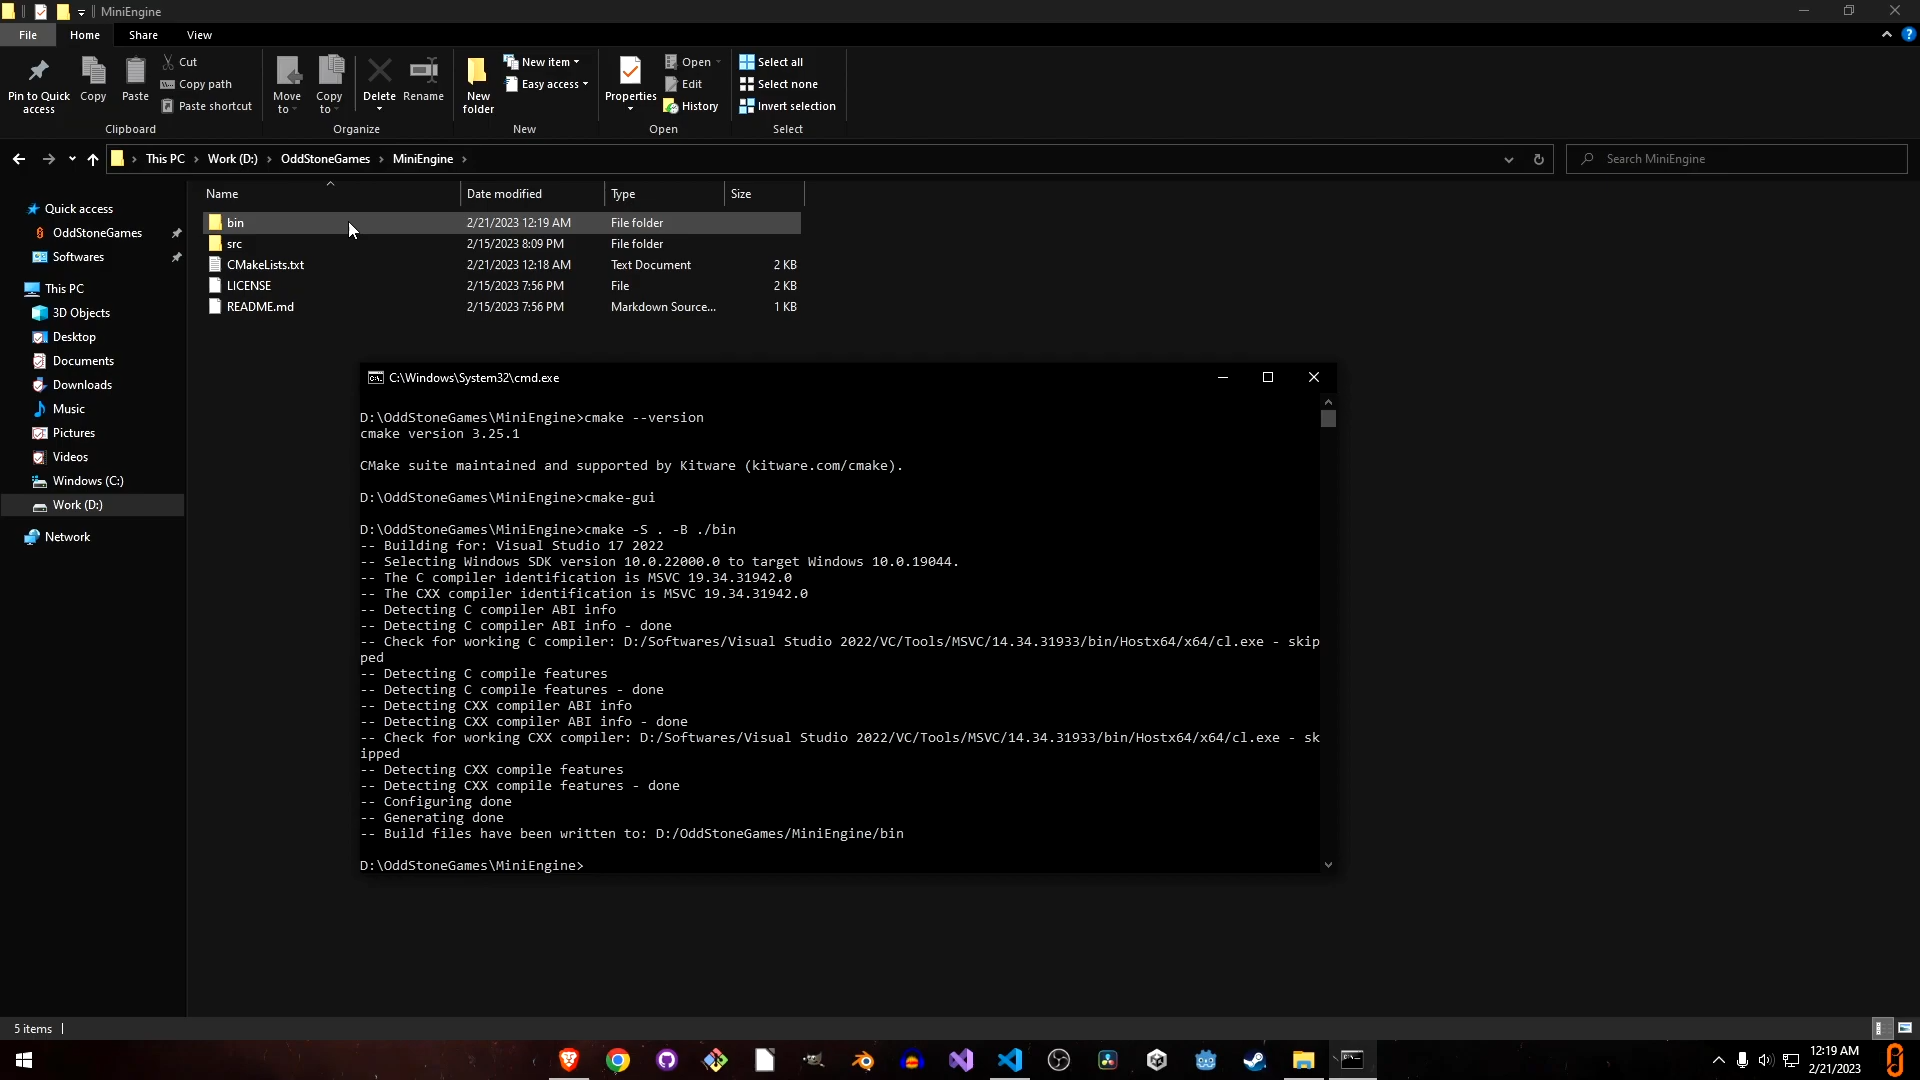 MiniEngine
File Home Share View
Pin to Quick access
Copy
Paste
Cut
Copy path
Paste shortcut
Clipboard
Move to
Copy to
Delete
Rename
Organize
New folder
New item
Easy access
New
Properties
Open
Edit
History
Open
Select all
Select none
Invert selection
Select
This PC > Work (D:) > OddStoneGames > MiniEngine >
Search MiniEngine
Quick access
OddStoneGames
Softwares
This PC
3D Objects
Desktop
Documents
Downloads
Music
Pictures
Videos
Windows (C:)
Work (D:)
Network
Name Date modified Type Size
bin 2/21/2023 12:19 AM File folder
src 2/15/2023 8:09 PM File folder
CMakeLists.txt 2/21/2023 12:18 AM Text Document 2 KB
LICENSE 2/15/2023 7:56 PM File 2 KB
README.md 2/15/2023 7:56 PM Markdown Source... 1 KB
C:\Windows\System32\cmd.exe
D:\OddStoneGames\MiniEngine>cmake --version
cmake version 3.25.1
CMake suite maintained and supported by Kitware (kitware.com/cmake).
D:\OddStoneGames\MiniEngine>cmake-gui
D:\OddStoneGames\MiniEngine>cmake -S . -B ./bin
-- Building for: Visual Studio 17 2022
-- Selecting Windows SDK version 10.0.22000.0 to target Windows 10.0.19044.
-- The C compiler identification is MSVC 19.34.31942.0
-- The CXX compiler identification is MSVC 19.34.31942.0
-- Detecting C compiler ABI info
-- Detecting C compiler ABI info - done
-- Check for working C compiler: D:/Softwares/Visual Studio 2022/VC/Tools/MSVC/14.34.31933/bin/Hostx64/x64/cl.exe - skip
ped
-- Detecting C compile features
-- Detecting C compile features - done
-- Detecting CXX compiler ABI info
-- Detecting CXX compiler ABI info - done
-- Check for working CXX compiler: D:/Softwares/Visual Studio 2022/VC/Tools/MSVC/14.34.31933/bin/Hostx64/x64/cl.exe - sk
ipped
-- Detecting CXX compile features
-- Detecting CXX compile features - done
-- Configuring done
-- Generating done
-- Build files have been written to: D:/OddStoneGames/MiniEngine/bin
D:\OddStoneGames\MiniEngine>
5 items
12:19 AM
2/21/2023